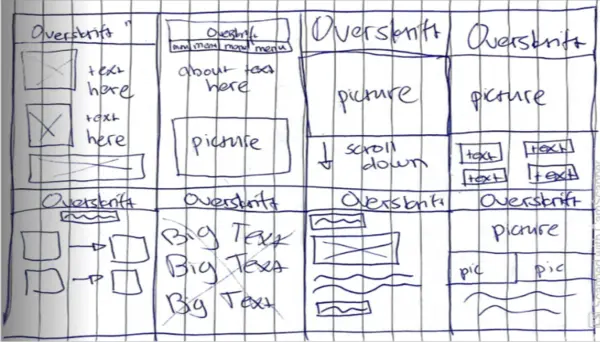 Overskrift
text
here
text
here
Overskrift
menu menu menu
about text
here
picture
Overskrift
picture
scroll
down
Overskrift
picture
text text
text text
Overskrift
Overskrift
Big Text
Big Text
Big Text
Overskrift
Overskrift
picture
pic pic